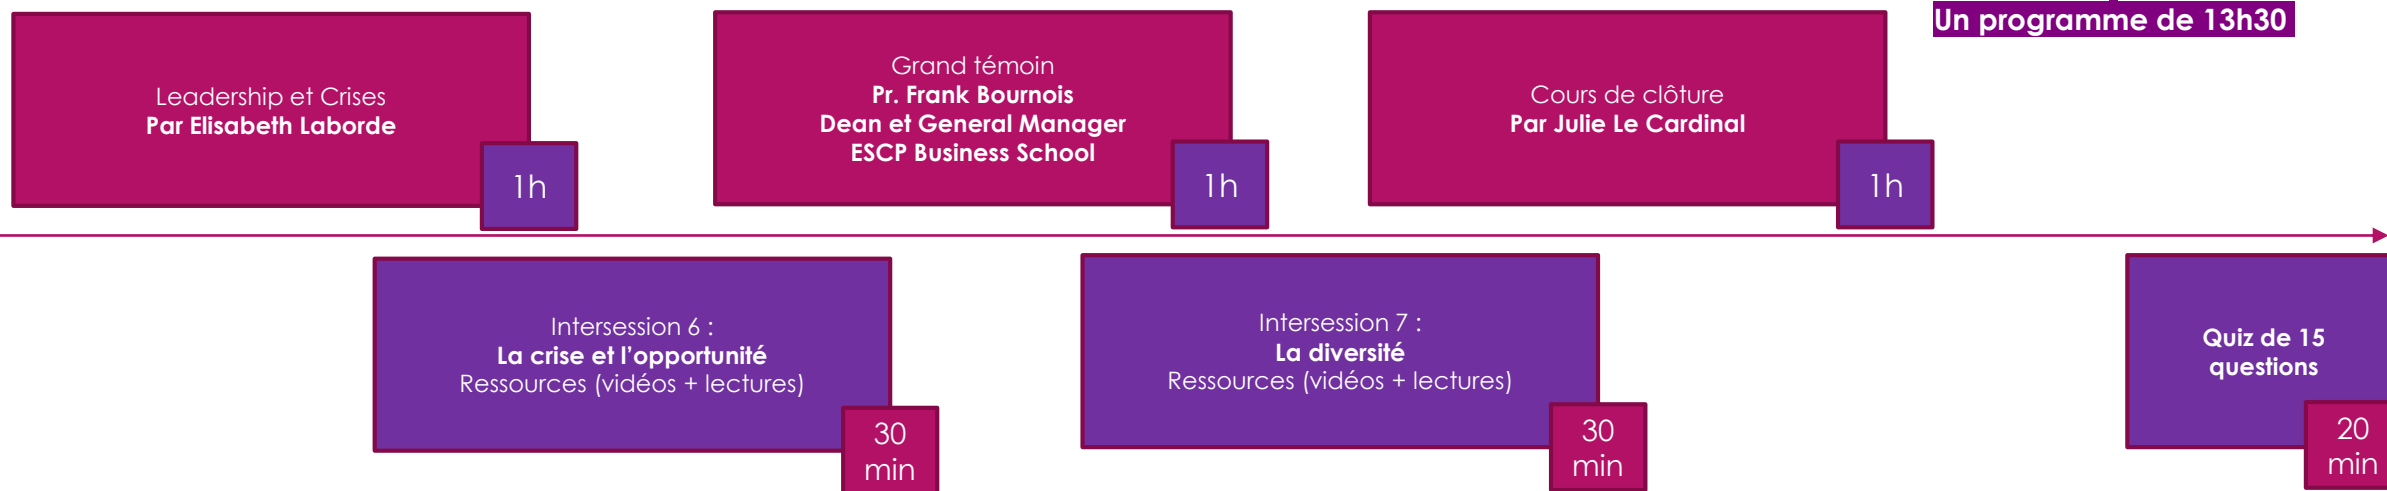 Un programme de 13h30
Leadership et Crises
Par Elisabeth Laborde
1h
Grand témoin
Pr. Frank Bournois
Dean et General Manager
ESCP Business School
1h
Cours de clôture
Par Julie Le Cardinal
1h
Intersession 6 :
La crise et l’opportunité
Ressources (vidéos + lectures)
30
min
Intersession 7 :
La diversité
Ressources (vidéos + lectures)
30
min
Quiz de 15
questions
20
min